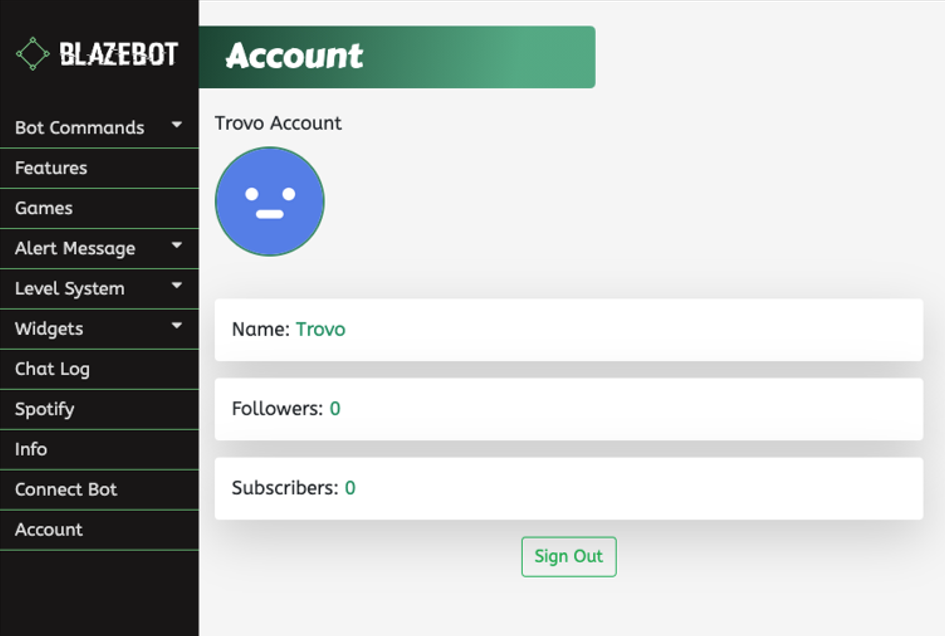 BLAZEBOT
Bot Commands
Features
Games
Alert Message
Level System
Widgets
Chat Log
Spotify
Info
Connect Bot
Account
Account
Trovo Account
Name: Trovo
Followers: 0
Subscribers: 0
Sign Out